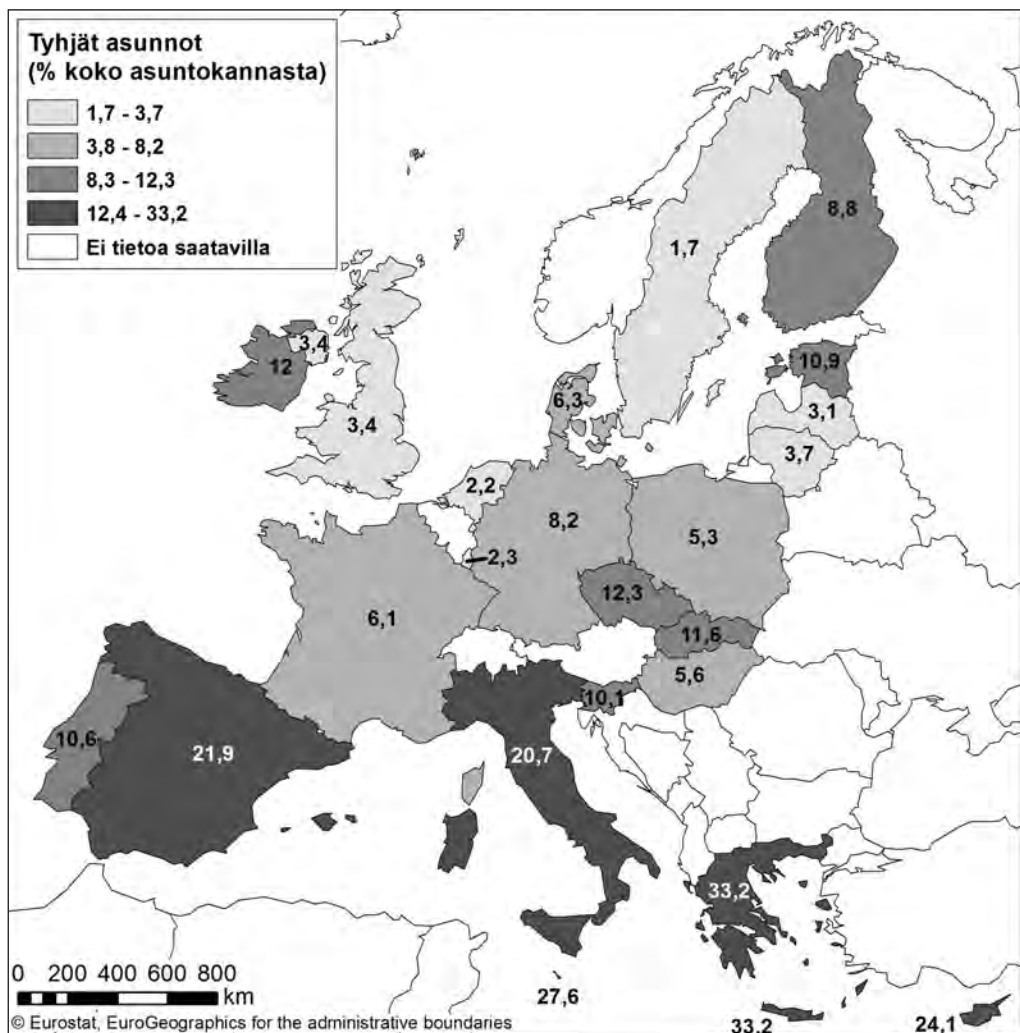 Tyhjät asunnot
(% koko asuntokannasta)
1,7 - 3,7
3,8 - 8,2
8,3 - 12,3
12,4 - 33,2
Ei tietoa saatavilla
8,8
1,7
3,4
12
10,9
6,3
3,1
3,4
3,7
2,2
8,2
5,3
2,3
12,3
6,1
11,6
5,6
10,1
10,6
21,9
20,7
33,2
0 200 400 600 800
km
27,6
33,2
24,1
© Eurostat, EuroGeographics for the administrative boundaries